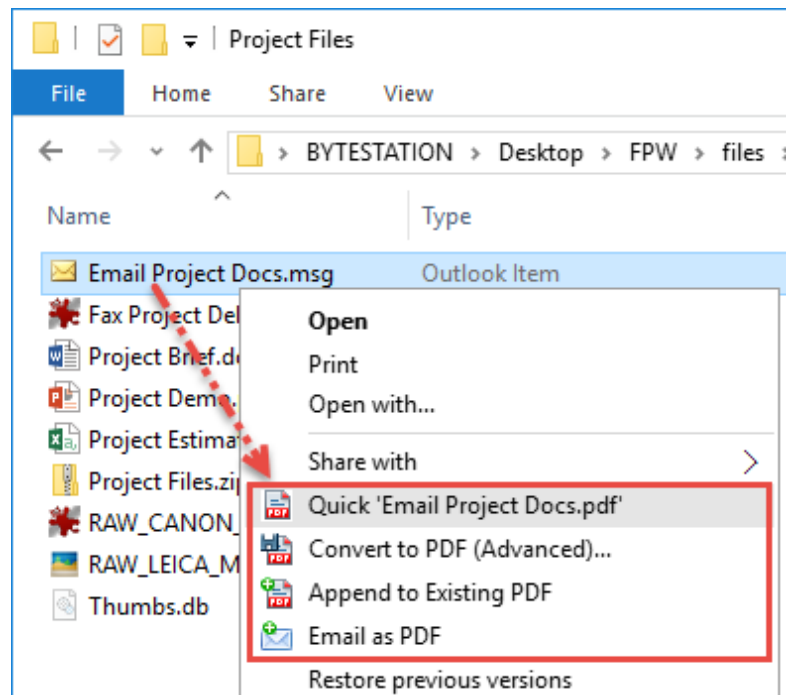 Project Files
File Home Share View
BYTESTATION > Desktop > FPW > files
Name Type
Email Project Docs.msg Outlook Item
Fax Project Del
Open
Project Brief.do
Print
Project Demo.
Open with...
Project Estimat
Share with
Project Files.zip
Quick 'Email Project Docs.pdf'
RAW_CANON_
Convert to PDF (Advanced)...
RAW_LEICA_M
Append to Existing PDF
Thumbs.db
Email as PDF
Restore previous versions